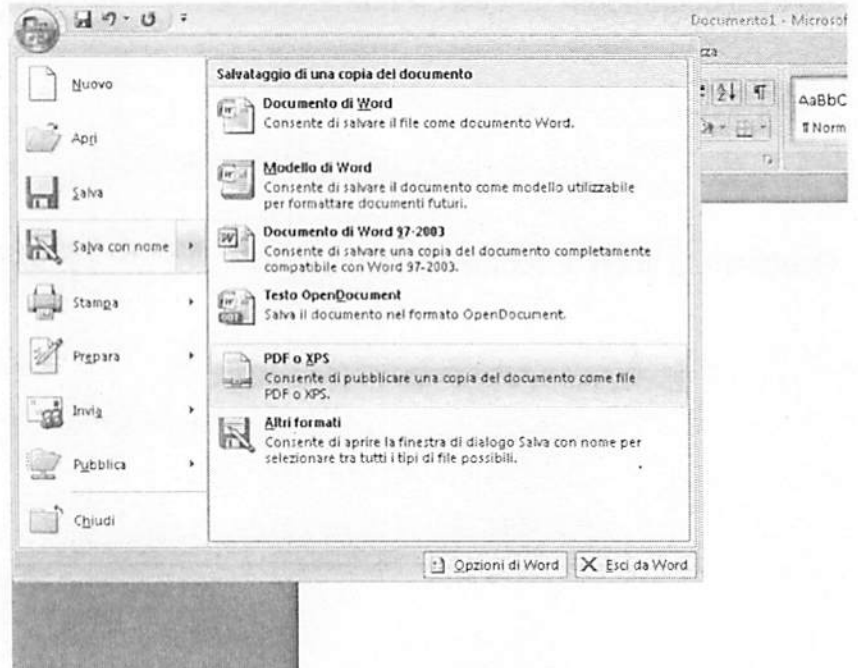 Documento1 - Microsof
zza
AaBbC
¶ Norm
Nuovo
Apri
Salva
Salva con nome
Stampa
Prepara
Invia
Pubblica
Chiudi
Salvataggio di una copia del documento
Documento di Word
Consente di salvare il file come documento Word.
Modello di Word
Consente di salvare il documento come modello utilizzabile
per formattare documenti futuri.
Documento di Word 97-2003
Consente di salvare una copia del documento completamente
compatibile con Word 97-2003.
Testo OpenDocument
Salva il documento nel formato OpenDocument.
PDF o XPS
Consente di pubblicare una copia del documento come file
PDF o XPS.
Altri formati
Consente di aprire la finestra di dialogo Salva con nome per
selezionare tra tutti i tipi di file possibili.
Opzioni di Word
Esci da Word